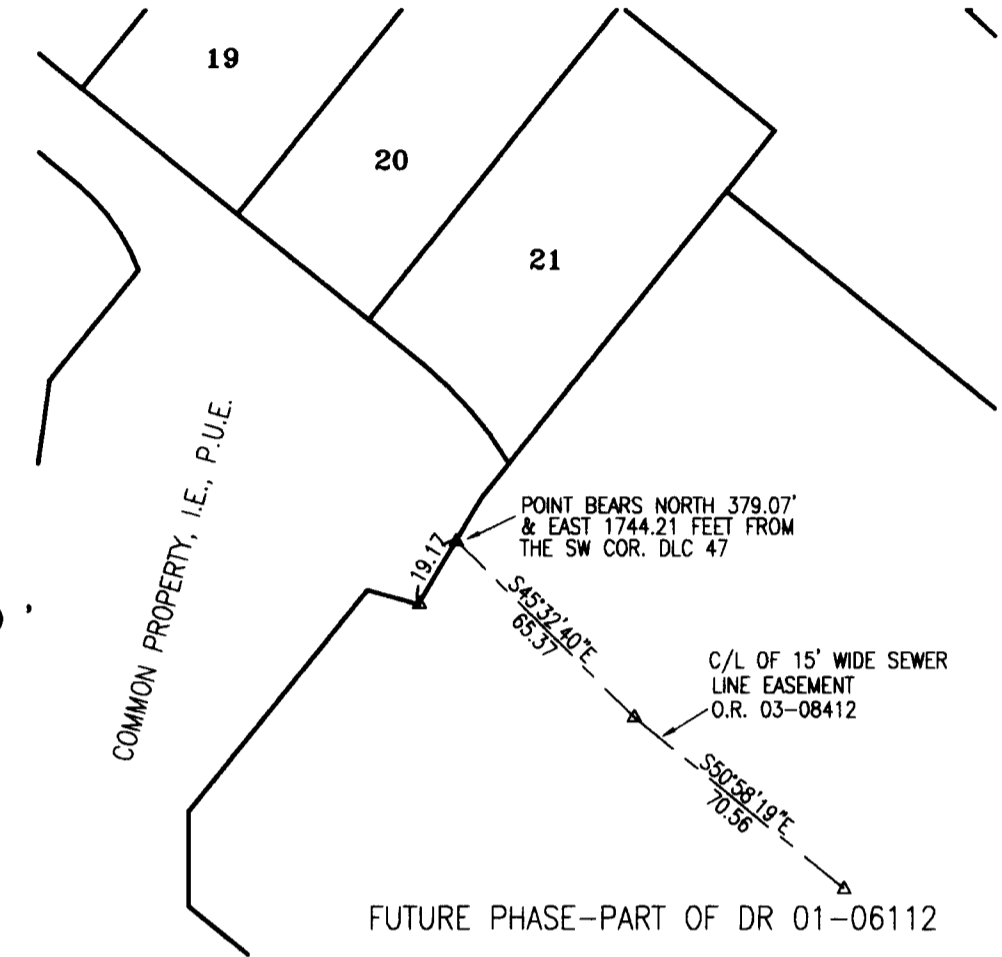 19
20
21
COMMON PROPERTY, I.E., P.U.E.
POINT BEARS NORTH 379.07'
& EAST 1744.21 FEET FROM
THE SW COR. DLC 47
19.17
S45°32'40"E
65.37
C/L OF 15' WIDE SEWER
LINE EASEMENT
O.R. 03-08412
S50°58'19"E
70.56
FUTURE PHASE-PART OF DR 01-06112